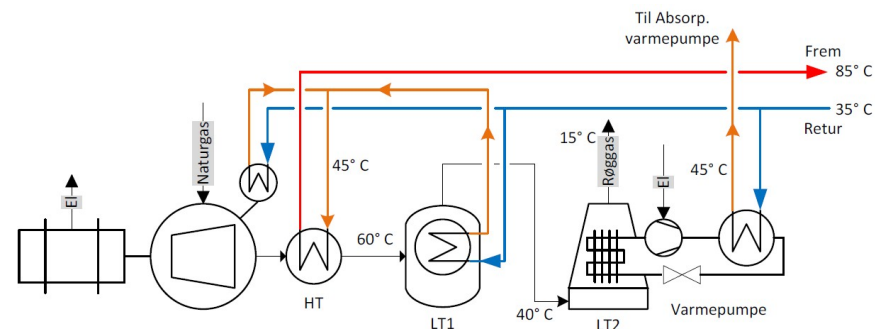 Til Absorp.
varmepumpe
Frem
85° C
35° C
Retur
Naturgas
El
45° C
15° C
Røggas
El
45° C
60° C
HT
LT1
40° C
LT2
Varmepumpe